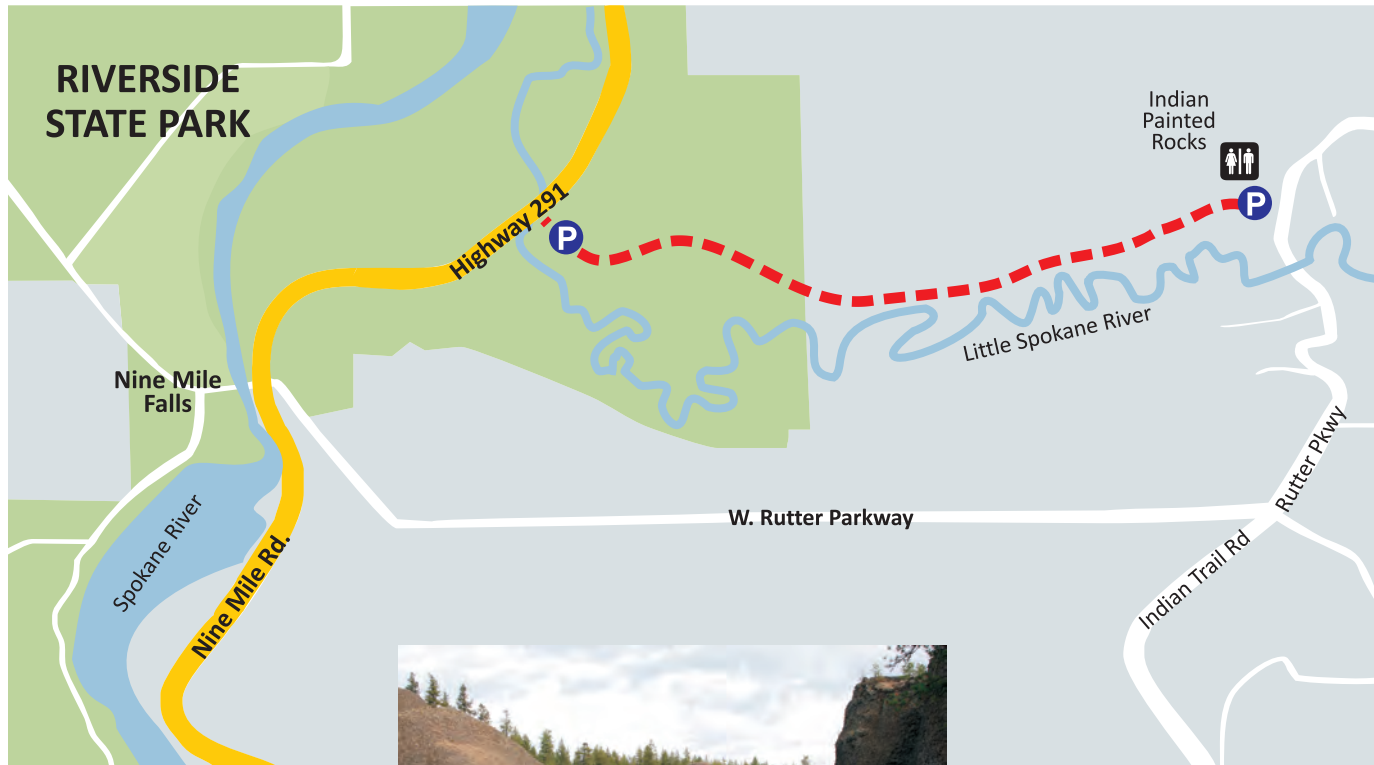 RIVERSIDE
STATE PARK
Indian
Painted
Rocks
P
Highway 291
P
Little Spokane River
Nine Mile
Falls
Rutter Pkwy
W. Rutter Parkway
Spokane River
Nine Mile Rd.
Indian Trail Rd